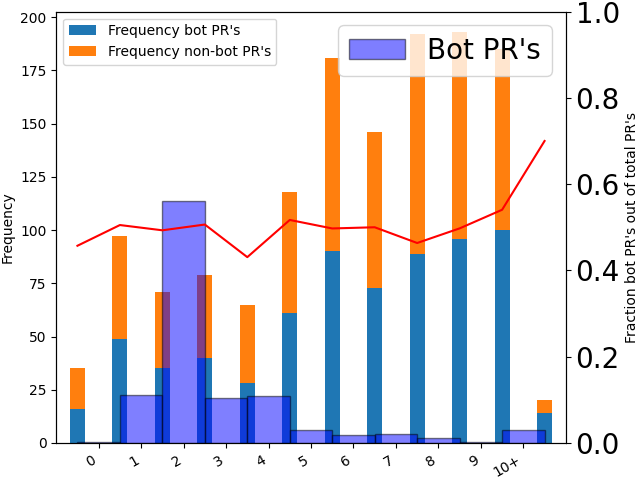 Frequency bot PR's
Frequency non-bot PR's
Bot PR's
Frequency
200
175
150
125
100
75
50
25
0
1.0
0.8
0.6
0.4
0.2
0.0
Fraction bot PR's out of total PR's
0 1 2 3 4 5 6 7 8 9 10+